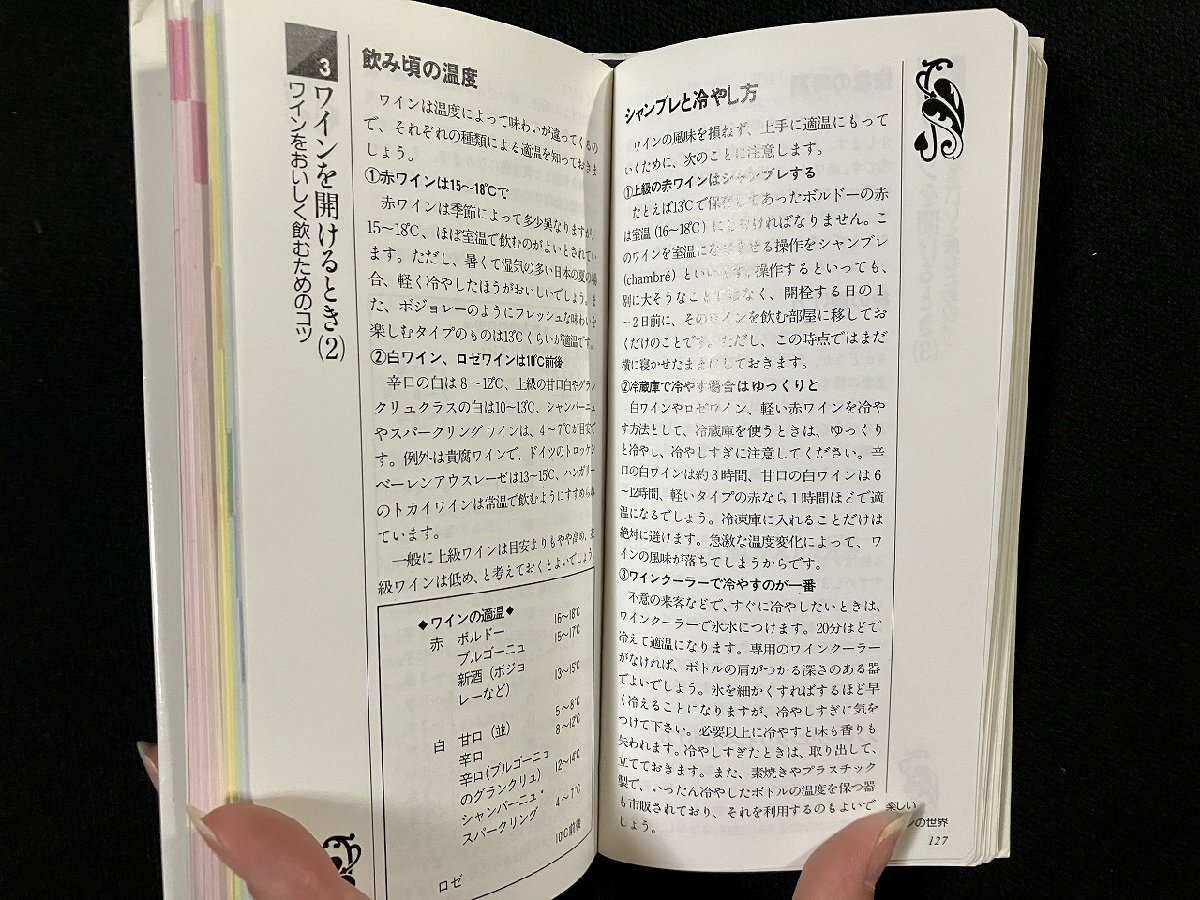 3
ワインを開けるとき(2)
ワインをおいしく飲むためのコツ
飲み頃の温度
ワインは温度によって味わいが違ってくるの
で、それぞれの種類による適温を知っておきま
しょう。
①赤ワインは15〜18℃で
赤ワインは季節によって多少異なりますが、
15〜18℃、ほぼ室温で飲むのがよいとされてい
ます。ただし、暑くて湿気の多い日本の夏の場
合、軽く冷やしたほうがおいしいでしょう。ま
た、ボジョレーのようにフレッシュな味わいを
楽しむタイプのものは13℃くらいが適温です。
②白ワイン、ロゼワインは10℃前後
辛口の白は8〜12℃、上級の甘口白やグラン
クリュクラスの白は10〜13℃、シャンパーニュ
やスパークリングワインは、4〜7℃が目安で
す。例外は貴腐ワインで、ドイツのトロッケン
ベーレンアウスレーゼは13〜15℃、ハンガリー
のトカイワインは常温で飲むようにすすめられ
ています。
一般に上級ワインは目安よりもやや高め、
級ワインは低め、と考えておくとよいでしょう
◆ワインの適温◆
赤 ボルドー 16〜18℃
ブルゴーニュ 15〜17℃
新酒(ボジョ
レーなど) 13〜15℃
白 甘口(並) 5〜8℃
辛口 8〜12℃
辛口(ブルゴーニュ
のグランクリュ) 12〜14℃
シャンパーニュ・
スパークリング 4〜7℃
ロゼ 10℃前後
シャンブレと冷やし方
ワインの風味を損ねず、上手に適温にもって
いくために、次のことに注意します。
①上級の赤ワインはシャンブレする
たとえば13℃で保存してあったボルドーの赤
は室温(16〜18℃)にしなければなりません。こ
のワインを室温になじませる操作をシャンブレ
(chambré)といいます。操作するといっても、
別に大そうなことではなく、開栓する日の1
〜2日前に、そのワインを飲む部屋に移してお
くだけのことです。ただし、この時点ではまだ
横に寝かせたままにしておきます。
②冷蔵庫で冷やす場合はゆっくりと
白ワインやロゼワイン、軽い赤ワインを冷や
す方法として、冷蔵庫を使うときは、ゆっくり
と冷やし、冷やしすぎに注意してください。辛
口の白ワインは約3時間、甘口の白ワインは6
〜12時間、軽いタイプの赤なら1時間ほどで適
温になるでしょう。冷凍庫に入れることだけは
絶対に避けます。急激な温度変化によって、ワ
インの風味が落ちてしまうからです。
③ワインクーラーで冷やすのが一番
不意の来客などで、すぐに冷やしたいときは、
ワインクーラーで氷水につけます。20分ほどで
冷えて適温になります。専用のワインクーラー
がなければ、ボトルの肩がつかる深さのある器
でよいでしょう。氷を細かくすればするほど早
く冷えることになりますが、冷やしすぎに気を
つけて下さい。必要以上に冷やすと味も香りも
失われます。冷やしすぎたときは、取り出して、
立てておきます。また、素焼きやプラスチック
製で、いったん冷やしたボトルの温度を保つ器
も市販されており、それを利用するのもよいで
しょう。
楽しい
ンの世界
127